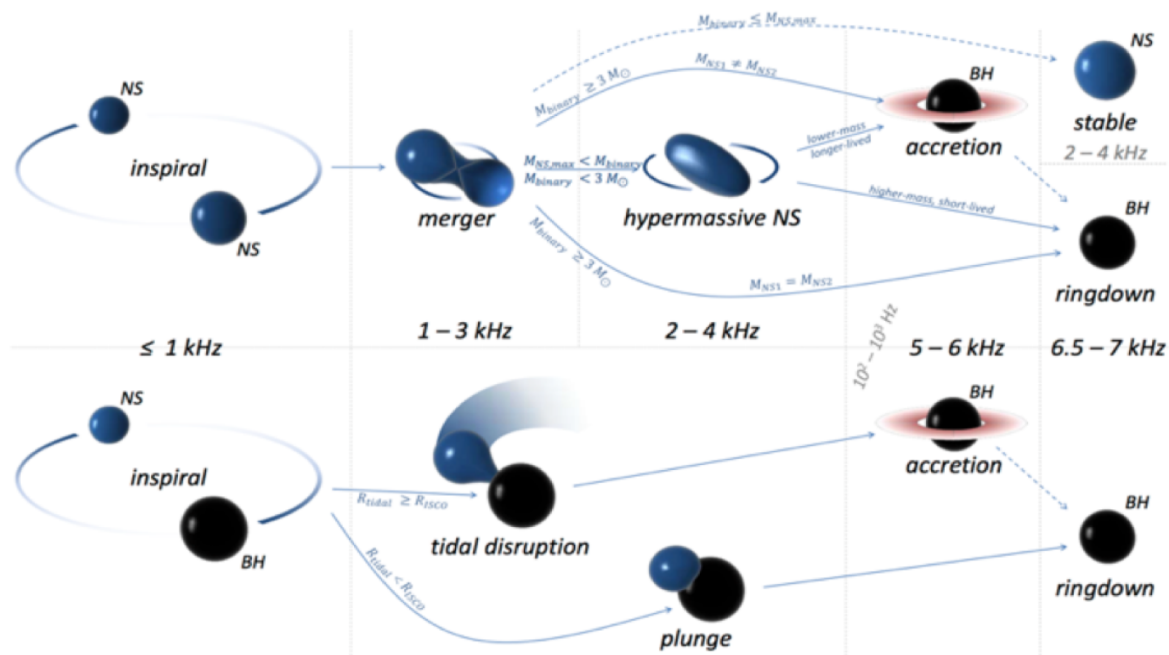 M_binary ≤ M_NS,max
NS
stable
2 – 4 kHz
NS
inspiral
NS
merger
M_binary ≥ 3 M_⊙
M_NS1 ≠ M_NS2
M_NS,max < M_binary
M_binary < 3 M_⊙
hypermassive NS
lower-mass
longer-lived
BH
accretion
higher-mass, short-lived
M_binary ≥ 3 M_⊙
M_NS1 = M_NS2
BH
ringdown
≤ 1 kHz
1 – 3 kHz
2 – 4 kHz
10² – 10³ Hz
5 – 6 kHz
6.5 – 7 kHz
NS
inspiral
BH
R_tidal ≥ R_ISCO
tidal disruption
R_tidal < R_ISCO
plunge
BH
accretion
BH
ringdown